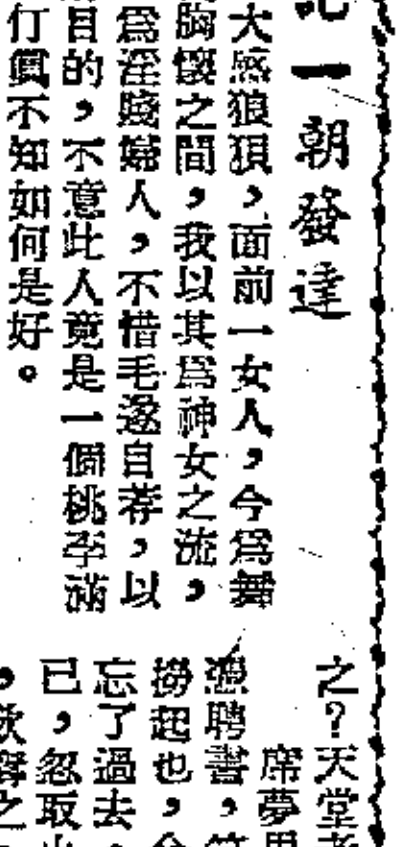 一朝發達
大感狼狽，面前一女人，今為舞
胸懷之間，我以其為神女之流，
為淫賤婦人，不惜毛遂自荐，以
目的，不意此人竟是一個桃李滿
仃儩不知如何是好。
之？天堂
席夢思
聘書，
撈起也，
忘了過去，
已，忽取出